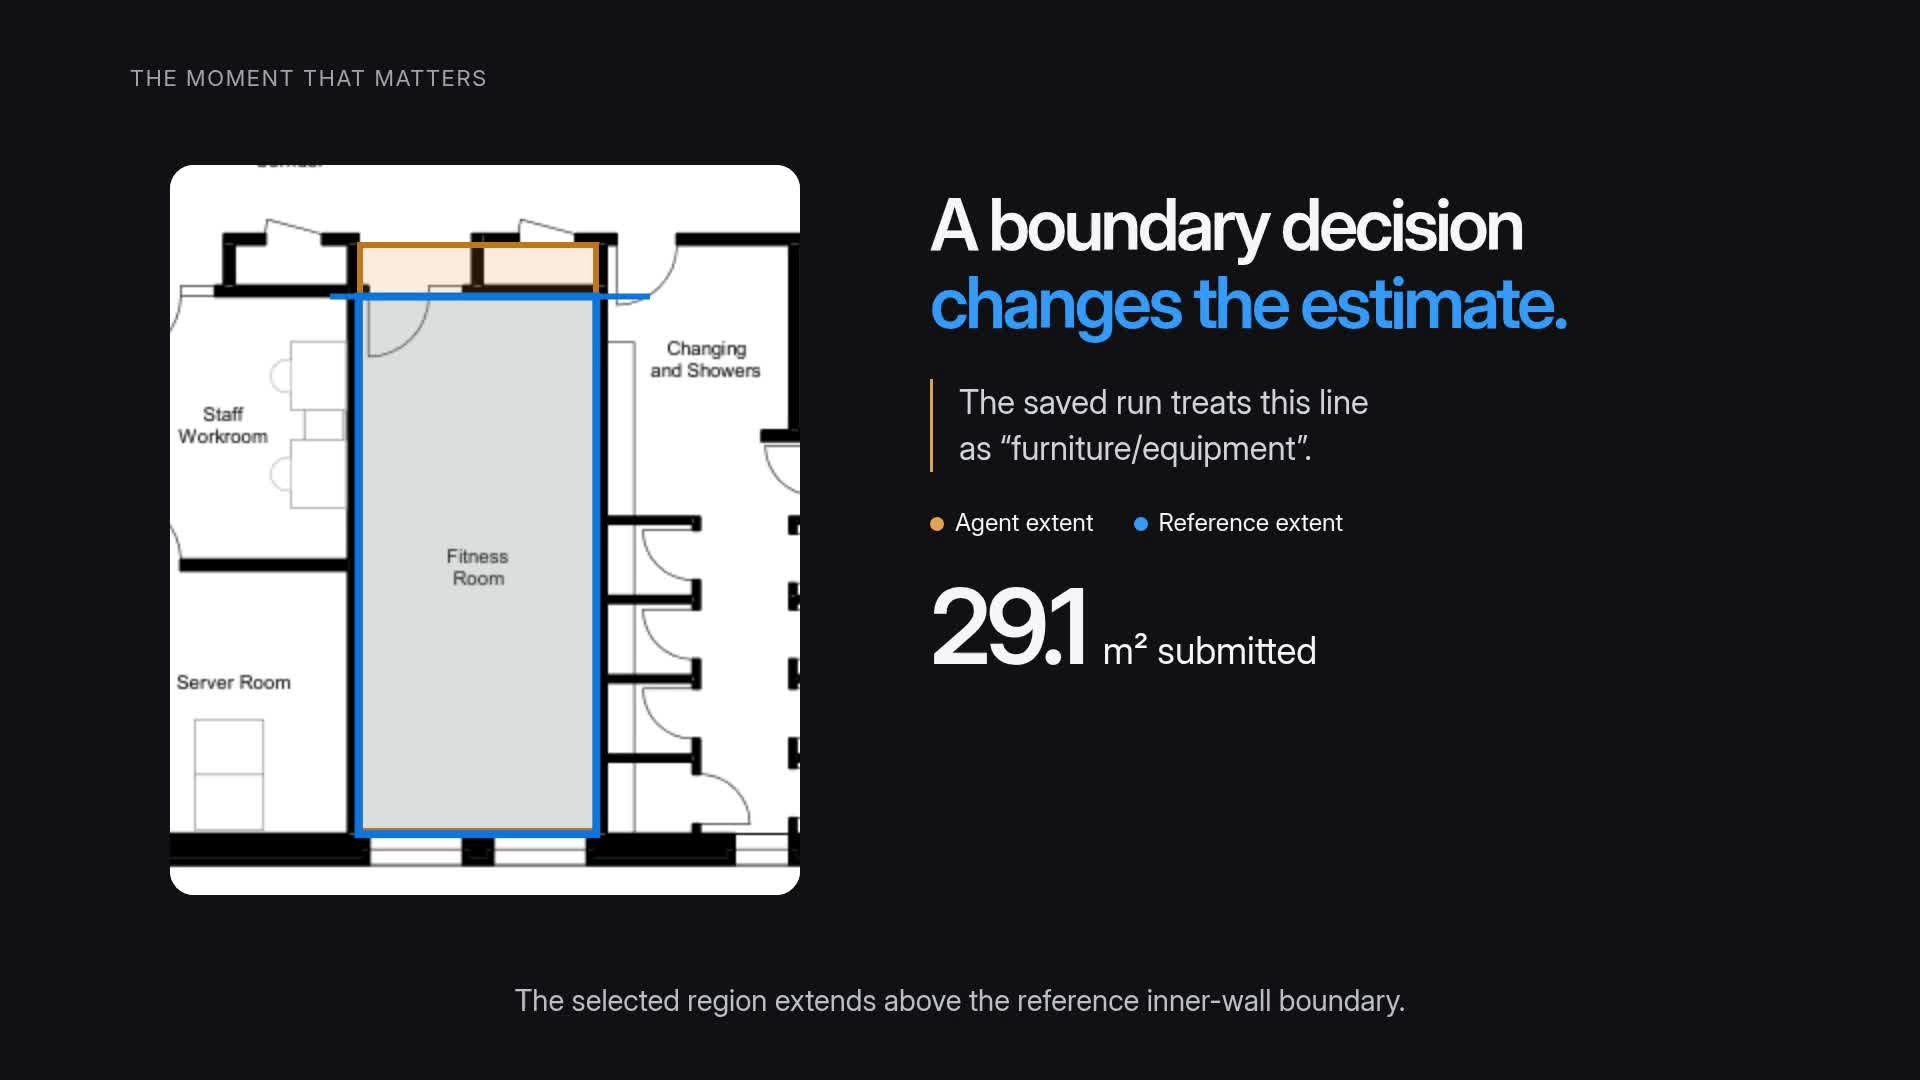 THE MOMENT THAT MATTERS
A boundary decision
changes the estimate.
The saved run treats this line
as “furniture/equipment”.
Agent extent
Reference extent
29.1 m² submitted
Changing
and Showers
Staff
Workroom
Fitness
Room
Server Room
The selected region extends above the reference inner-wall boundary.